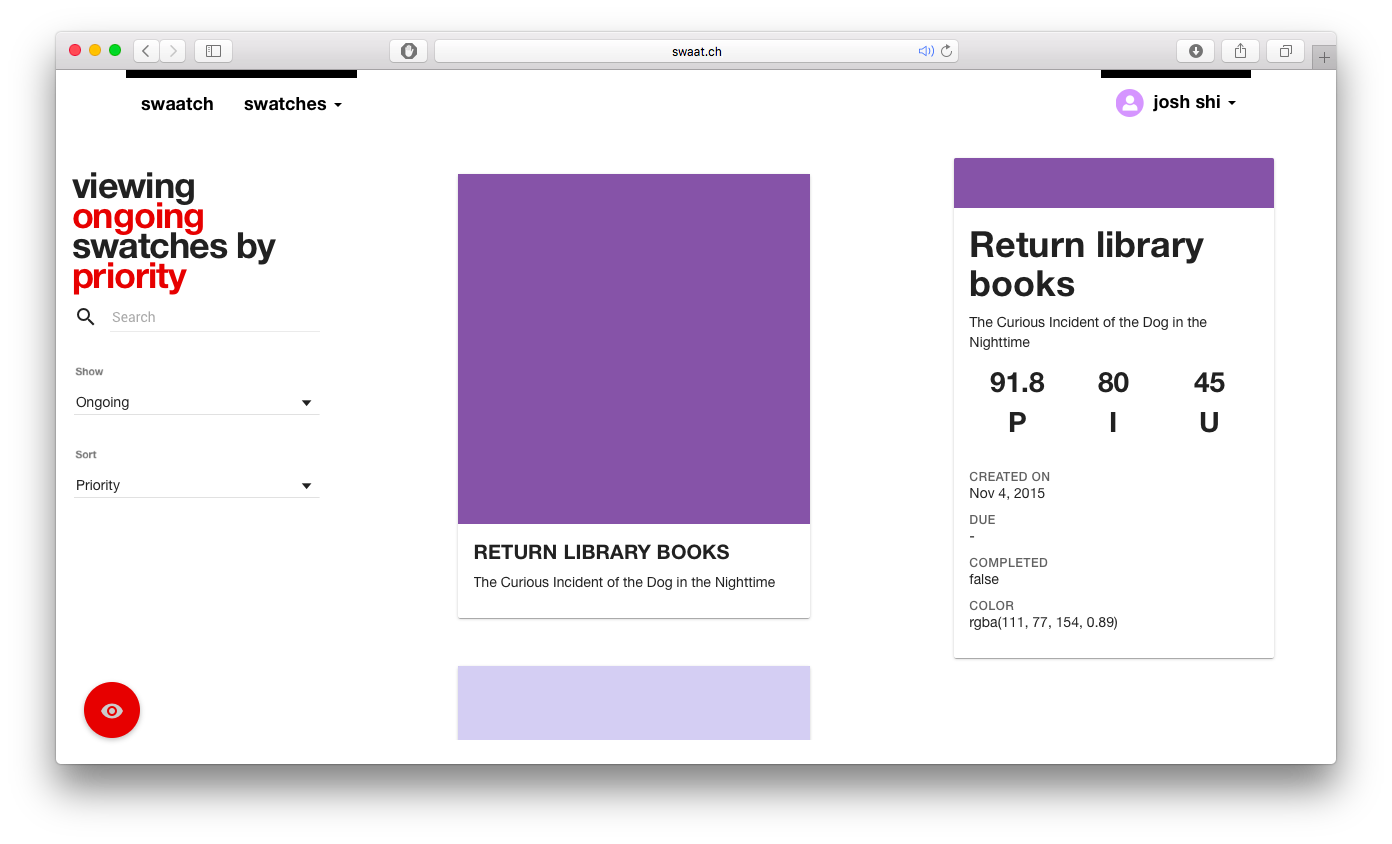 swaat.ch
swaatch swatches
josh shi
viewing
ongoing
swatches by
priority
Search
Show
Ongoing
Sort
Priority
RETURN LIBRARY BOOKS
The Curious Incident of the Dog in the Nighttime
Return library
books
The Curious Incident of the Dog in the
Nighttime
91.8 80 45
P I U
CREATED ON
Nov 4, 2015
DUE
-
COMPLETED
false
COLOR
rgba(111, 77, 154, 0.89)